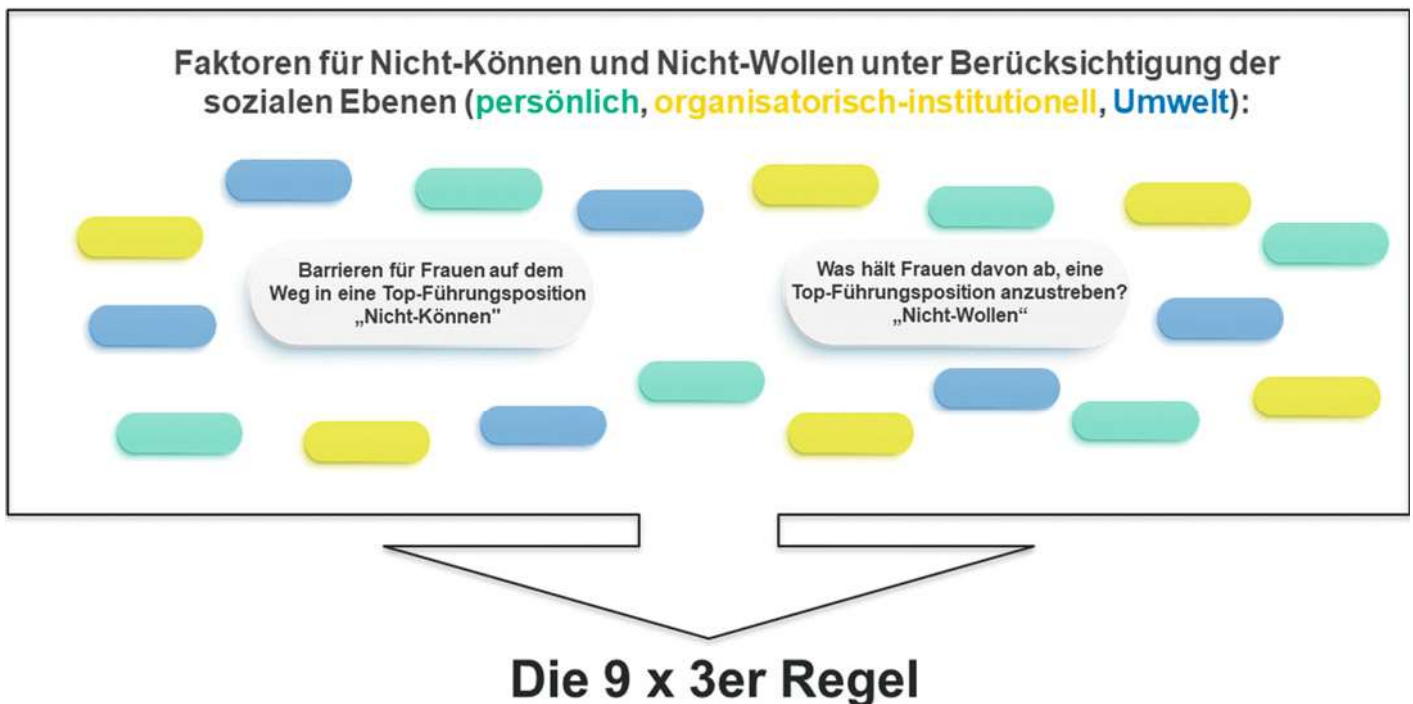 Faktoren für Nicht-Können und Nicht-Wollen unter Berücksichtigung der
sozialen Ebenen (persönlich, organisatorisch-institutionell, Umwelt):
Barrieren für Frauen auf dem
Weg in eine Top-Führungsposition
„Nicht-Können"
Was hält Frauen davon ab, eine
Top-Führungsposition anzustreben?
„Nicht-Wollen“
Die 9 x 3er Regel